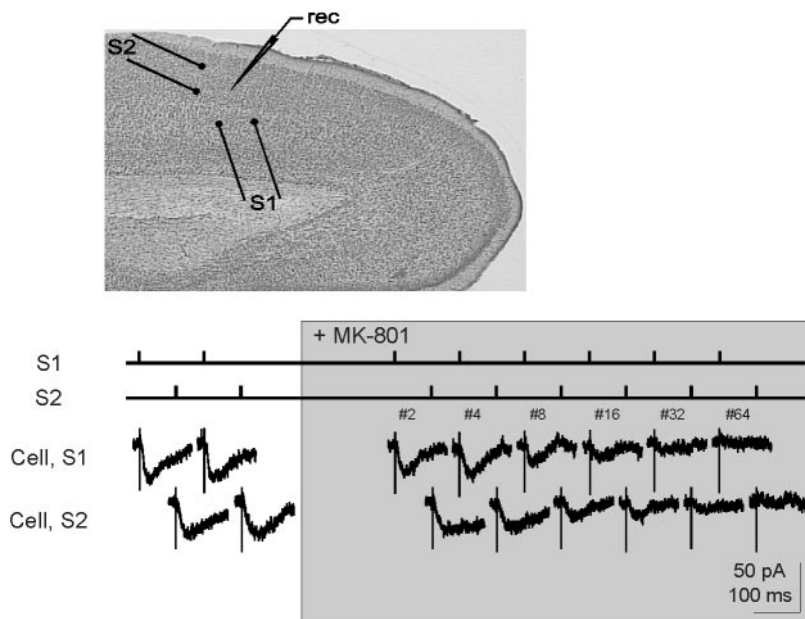 rec
S2
S1
+ MK-801
S1
S2
#2 #4 #8 #16 #32 #64
Cell, S1
Cell, S2
50 pA
100 ms